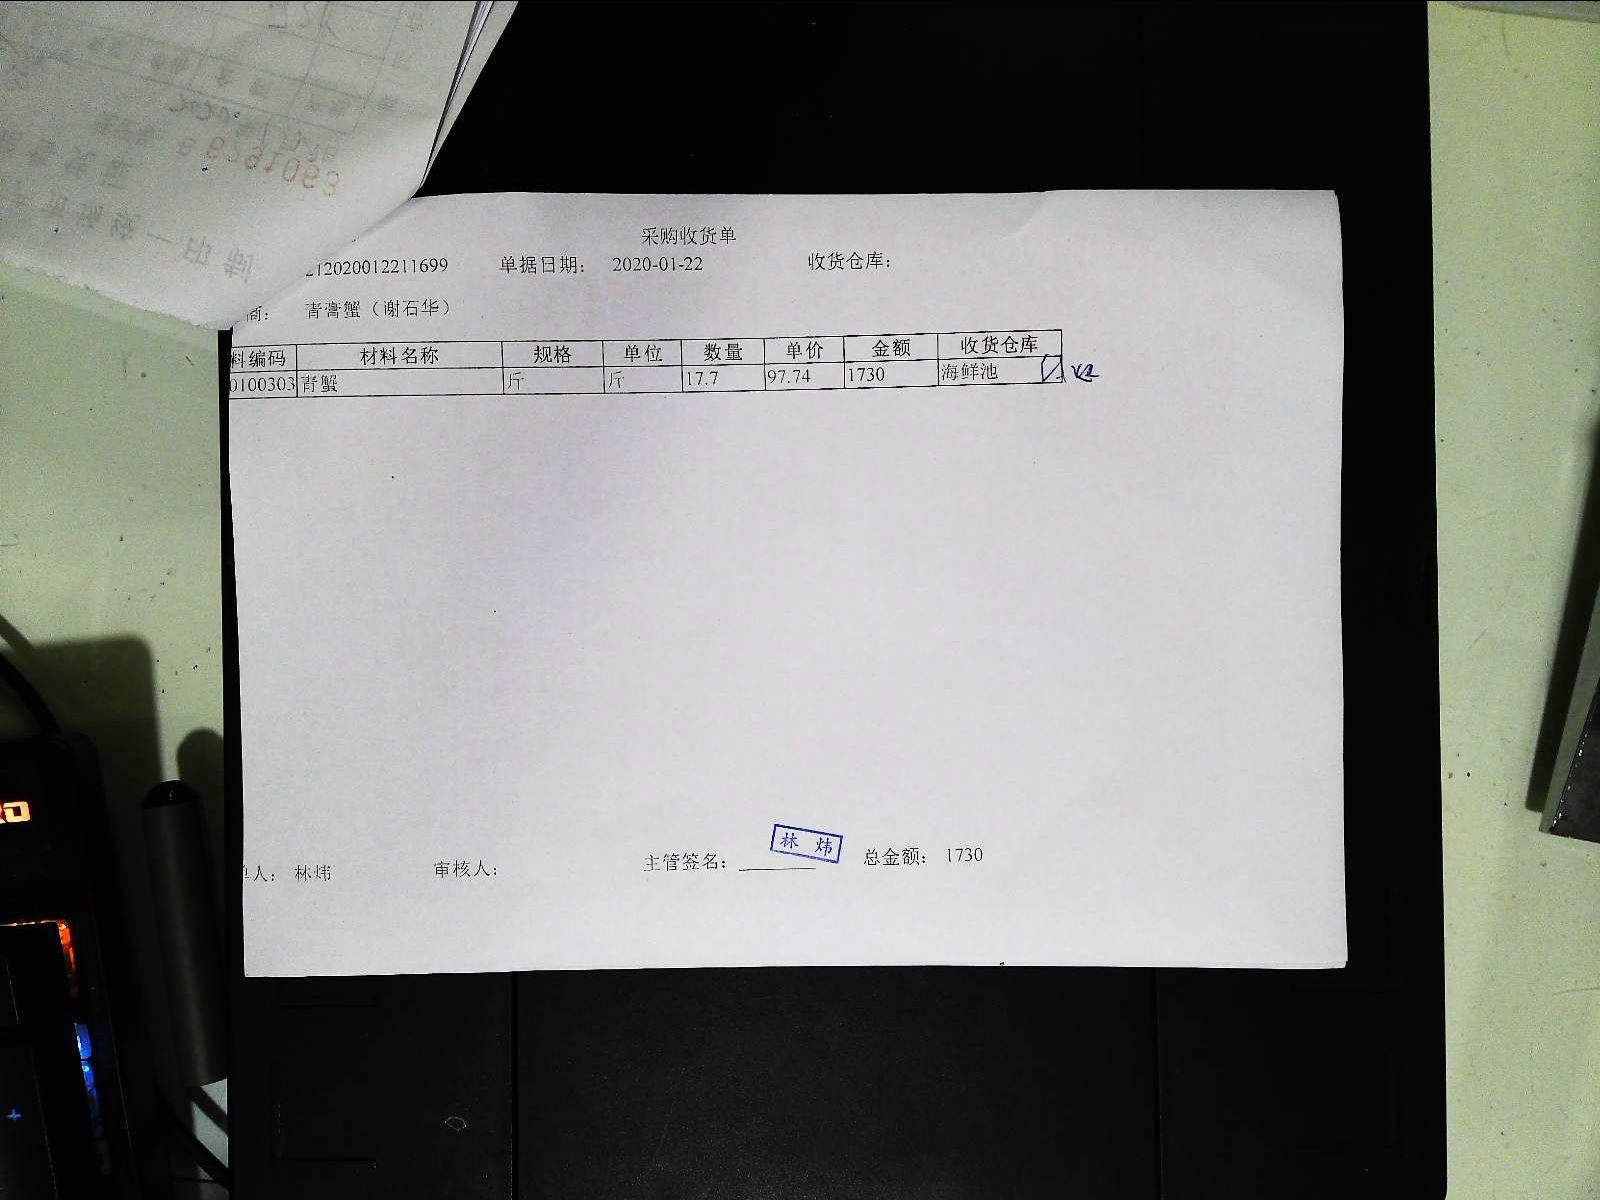 采购收货单
212020012211699 单据日期： 2020-01-22 收货仓库：
商： 青膏蟹（谢石华）
料编码 材料名称 规格 单位 数量 单价 金额 收货仓库
0100303 青蟹 斤 斤 17.7 97.74 1730 海鲜池
林 炜
单人： 林炜 审核人： 主管签名： 总金额： 1730
66291063